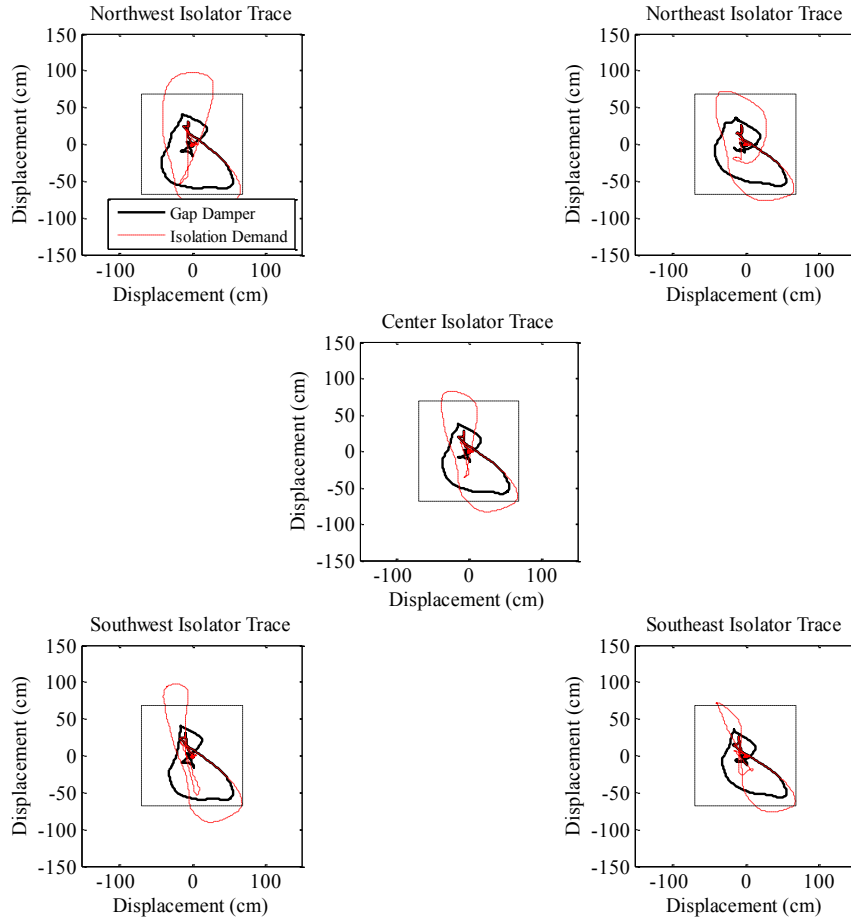 Northwest Isolator Trace
150
100
50
0
-50
-100
-150
Displacement (cm)
Gap Damper
Isolation Demand
-100 0 100
Displacement (cm)
Northeast Isolator Trace
150
100
50
0
-50
-100
-150
Displacement (cm)
-100 0 100
Displacement (cm)
Center Isolator Trace
150
100
50
0
-50
-100
-150
Displacement (cm)
-100 0 100
Displacement (cm)
Southwest Isolator Trace
150
100
50
0
-50
-100
-150
Displacement (cm)
-100 0 100
Displacement (cm)
Southeast Isolator Trace
150
100
50
0
-50
-100
-150
Displacement (cm)
-100 0 100
Displacement (cm)